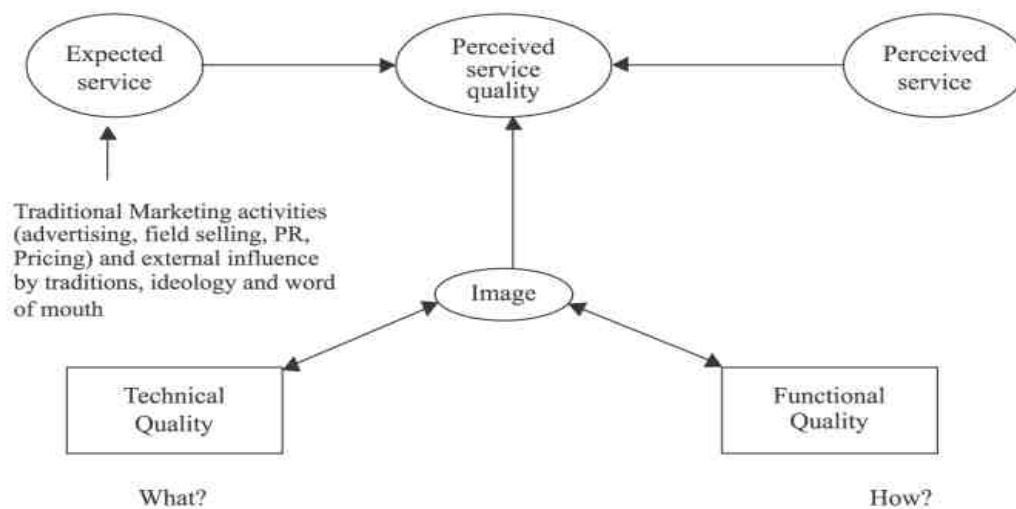 Expected
service
Perceived
service
quality
Perceived
service
Traditional Marketing activities
(advertising, field selling, PR,
Pricing) and external influence
by traditions, ideology and word
of mouth
Image
Technical
Quality
Functional
Quality
What?
How?